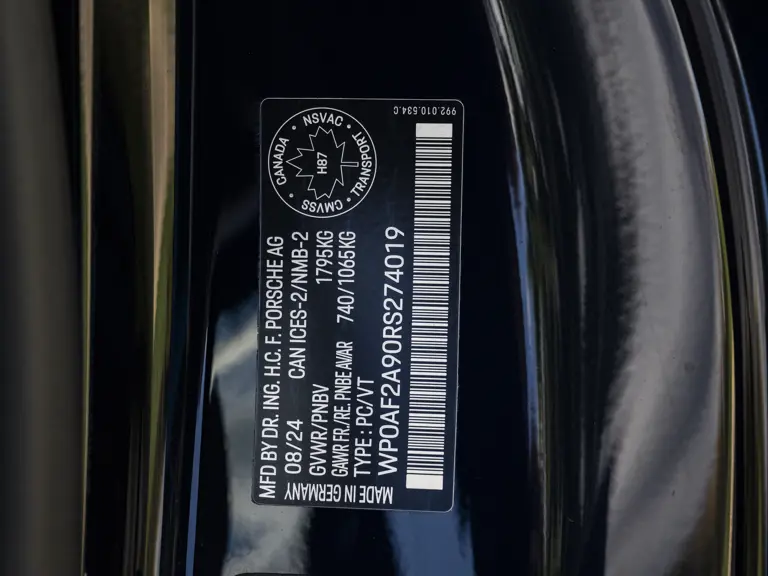 MFD BY DR. ING. H.C. F. PORSCHE AG
08/24 CAN ICES-2/NMB-2
GVWR/PNBV 1795KG
GAWR FR./RE. PNBE AV/AR 740/1065KG
TYPE : PC/VT
WP0AF2A90RS274019
MADE IN GERMANY
CANADA • NSVAC • TRANSPORT • CMVSS •
H87
992.010.534.C